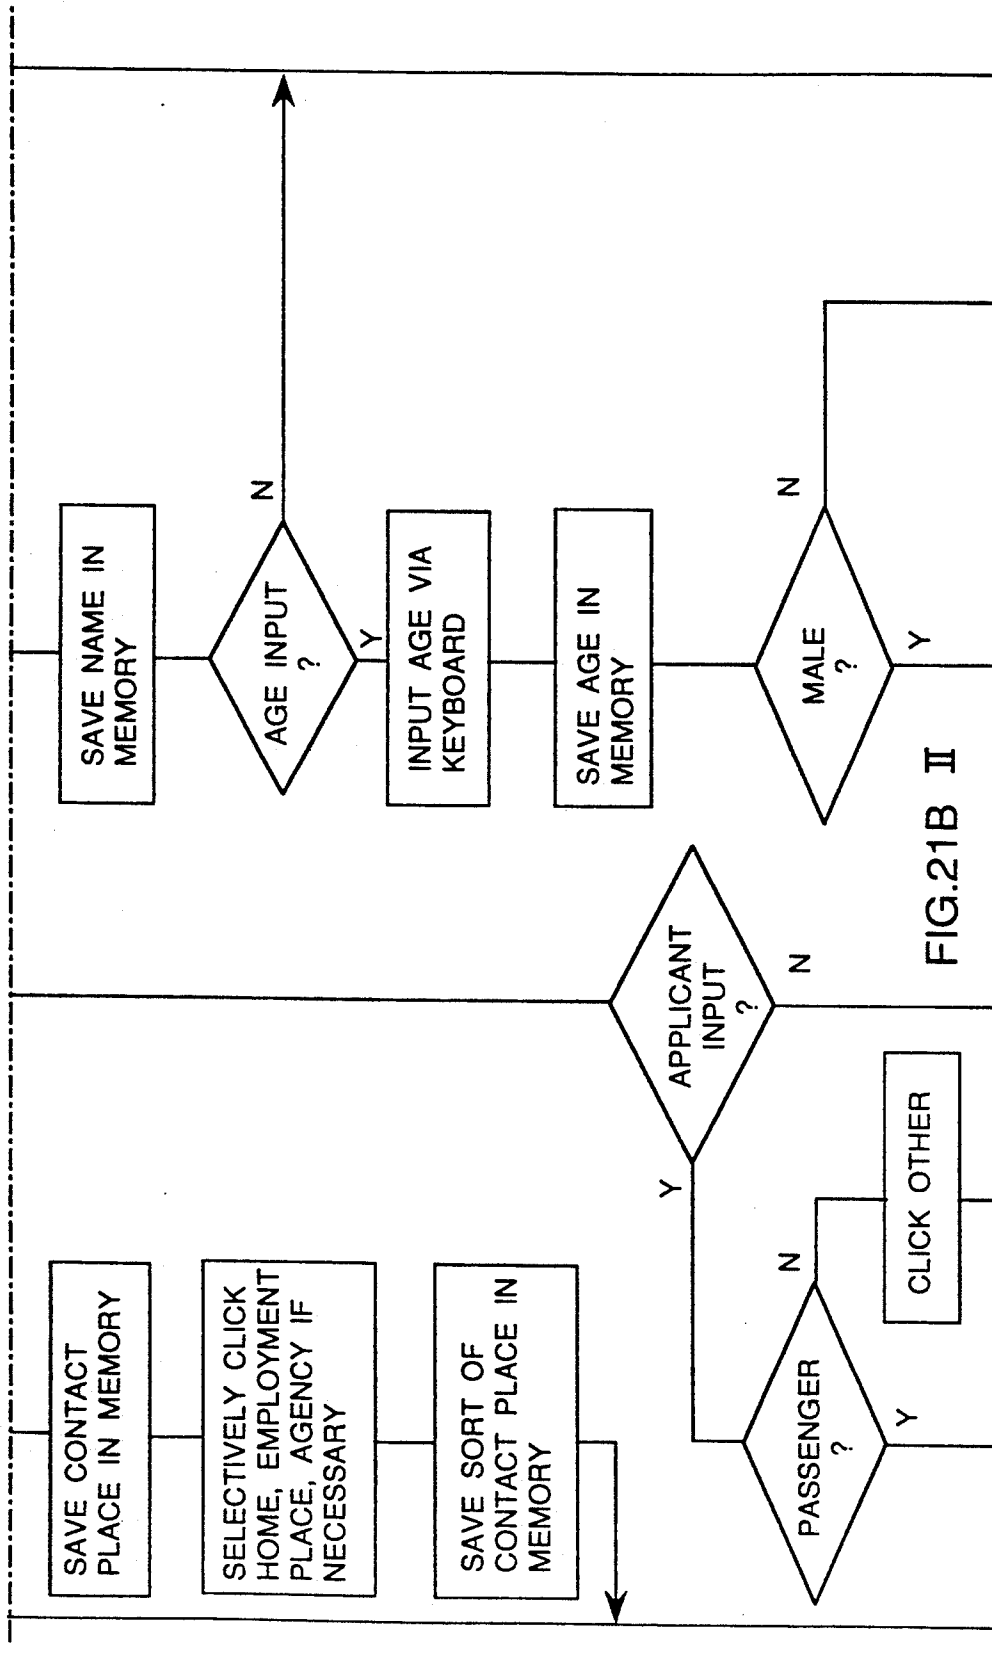 SAVE CONTACT
PLACE IN MEMORY
SELECTIVELY CLICK
HOME, EMPLOYMENT
PLACE, AGENCY IF
NECESSARY
SAVE SORT OF
CONTACT PLACE IN
MEMORY
APPLICANT
INPUT
?
Y
N
PASSENGER
?
N
Y
CLICK OTHER
SAVE NAME IN
MEMORY
AGE INPUT
?
N
Y
INPUT AGE VIA
KEYBOARD
SAVE AGE IN
MEMORY
MALE
?
N
Y
FIG.21B II